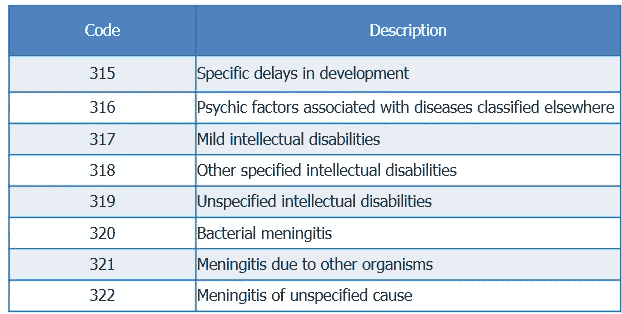 Code Description
315 Specific delays in development
316 Psychic factors associated with diseases classified elsewhere
317 Mild intellectual disabilities
318 Other specified intellectual disabilities
319 Unspecified intellectual disabilities
320 Bacterial meningitis
321 Meningitis due to other organisms
322 Meningitis of unspecified cause